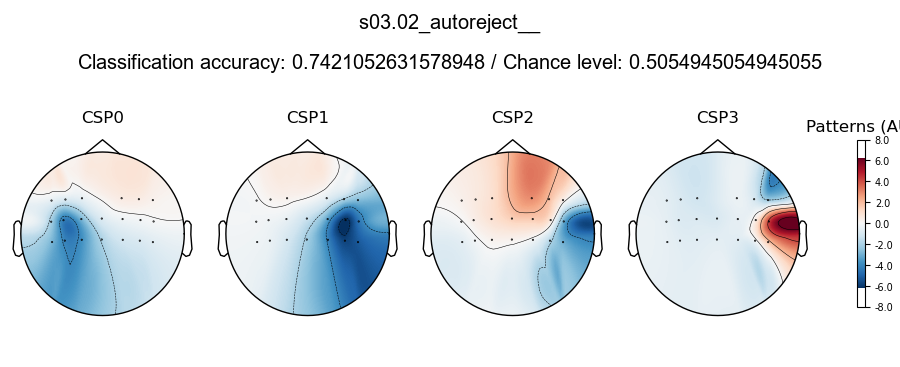 s03.02_autoreject__
Classification accuracy: 0.7421052631578948 / Chance level: 0.5054945054945055
CSP0
CSP1
CSP2
CSP3
Patterns (AU
8.0
6.0
4.0
2.0
0.0
-2.0
-4.0
-6.0
-8.0